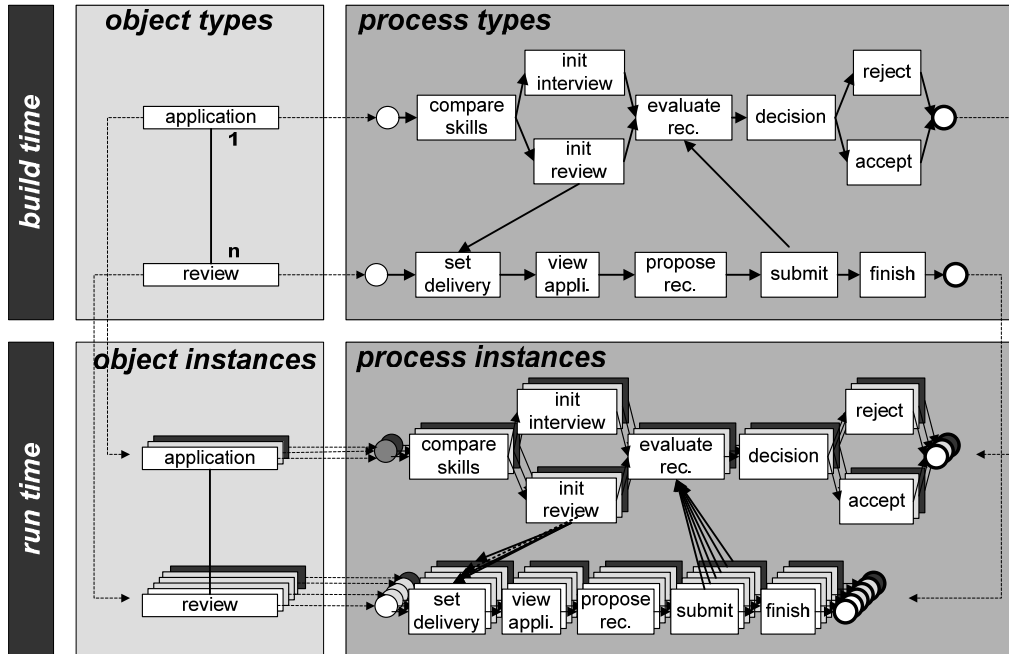 build time
object types
application
1
n
review
process types
init
interview
reject
compare
skills
evaluate
rec.
decision
init
review
accept
set
delivery
view
appli.
propose
rec.
submit
finish
run time
object instances
application
review
process instances
init
interview
reject
compare
skills
evaluate
rec.
decision
init
review
accept
set
delivery
view
appli.
propose
rec.
submit
finish